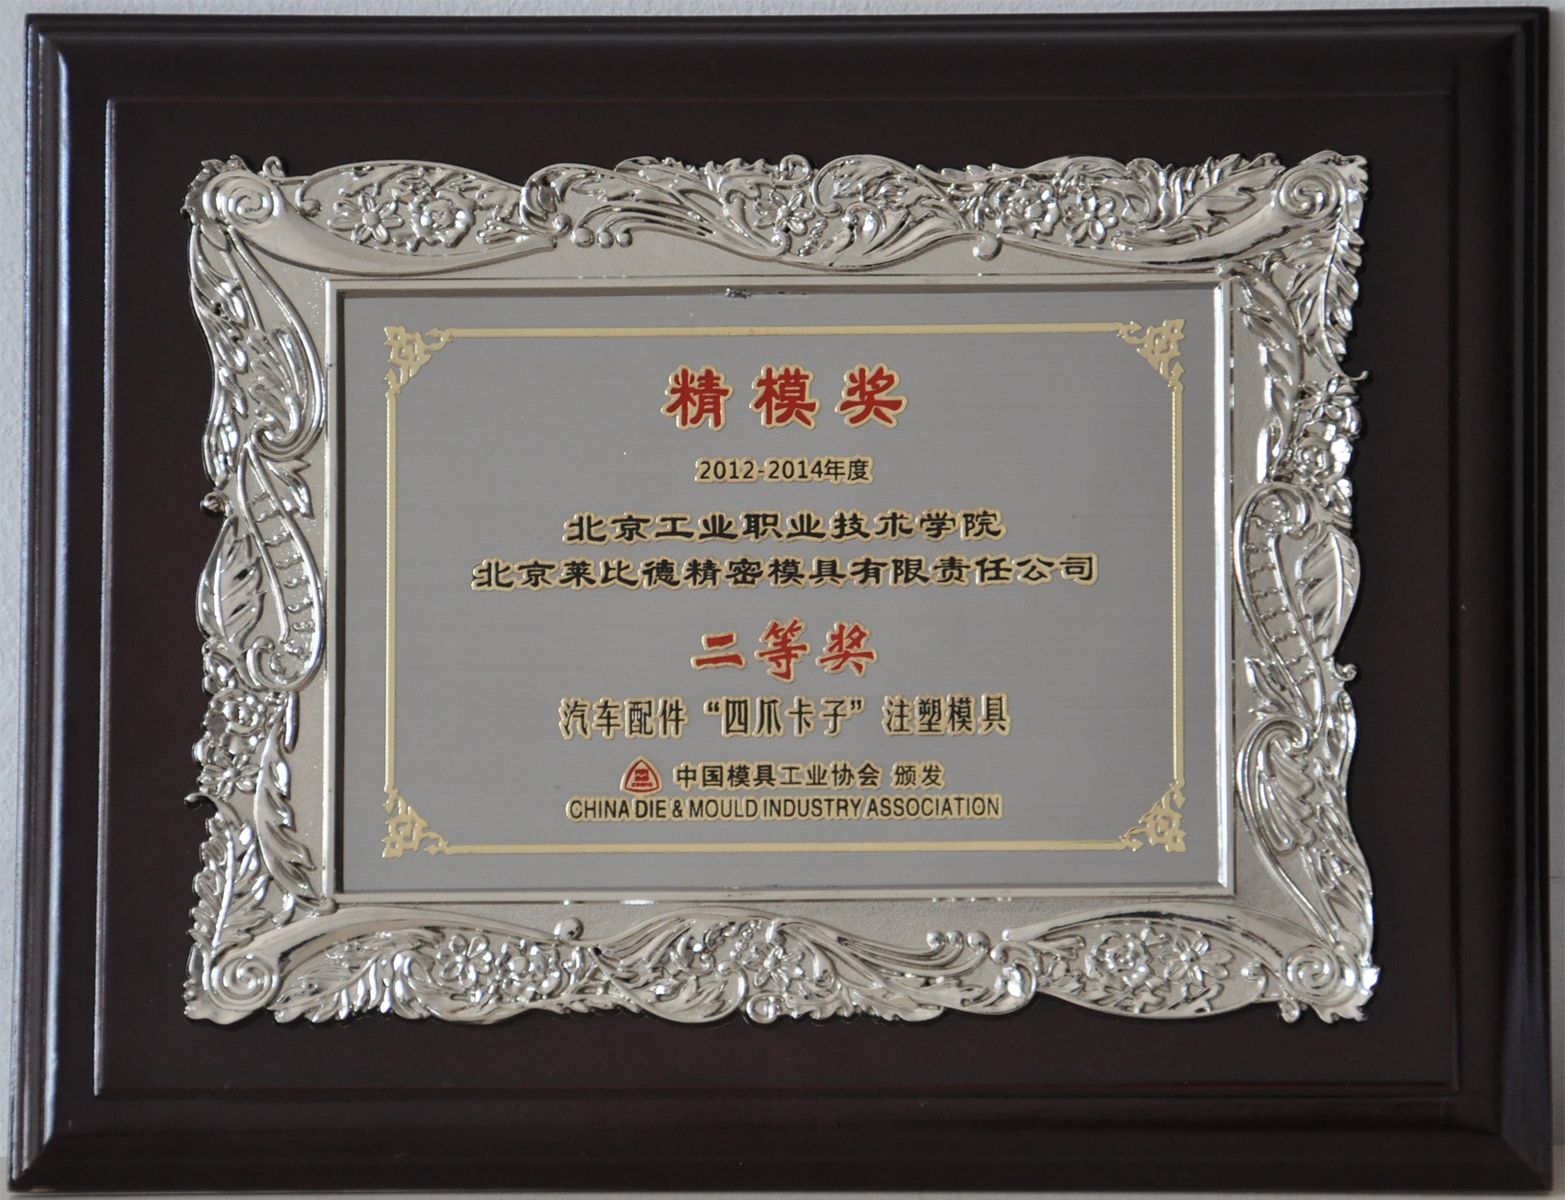 精模奖
2012-2014年度
北京工业职业技术学院
北京莱比德精密模具有限责任公司
二等奖
汽车配件 “四爪卡子” 注塑模具
中国模具工业协会 颁发
CHINA DIE & MOULD INDUSTRY ASSOCIATION